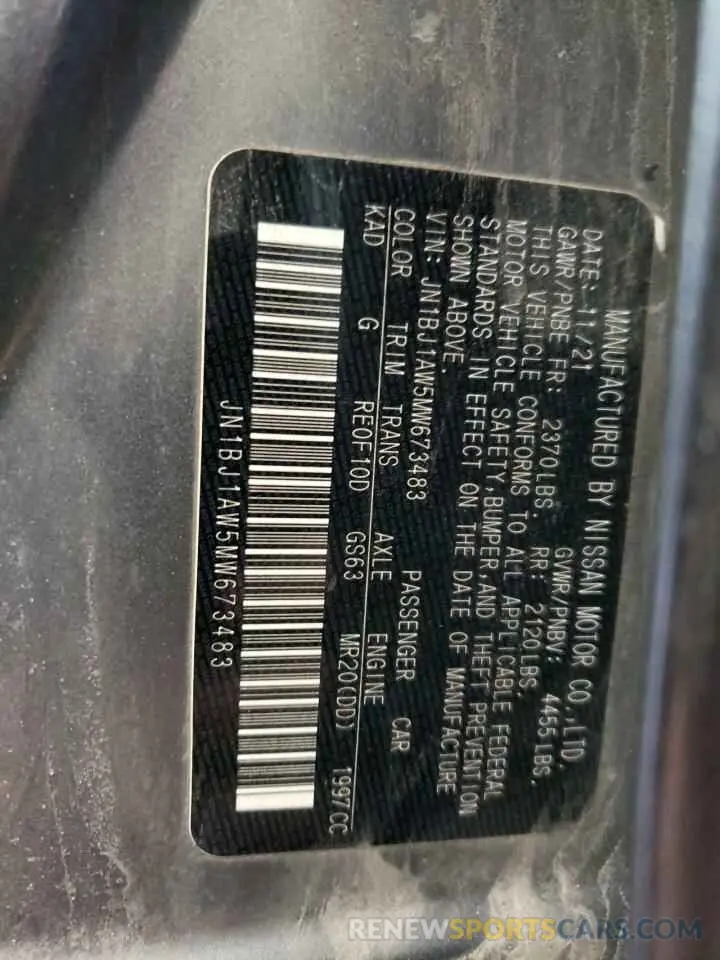 MANUFACTURED BY NISSAN MOTOR CO.,LTD.
DATE: 11/21 GVWR/PNBV: 4455LBS.
GAWR/PNBE FR: 2370LBS. RR: 2120LBS.
THIS VEHICLE CONFORMS TO ALL APPLICABLE FEDERAL
MOTOR VEHICLE SAFETY,BUMPER,AND THEFT PREVENTION
STANDARDS IN EFFECT ON THE DATE OF MANUFACTURE
SHOWN ABOVE.
VIN: JN1BJ1AW5MW673483 PASSENGER CAR
COLOR TRIM TRANS AXLE ENGINE
KAD G RE0F10D GS63 MR20(DD) 1997CC
JN1BJ1AW5MW673483
RENEWSPORTSCARS.COM